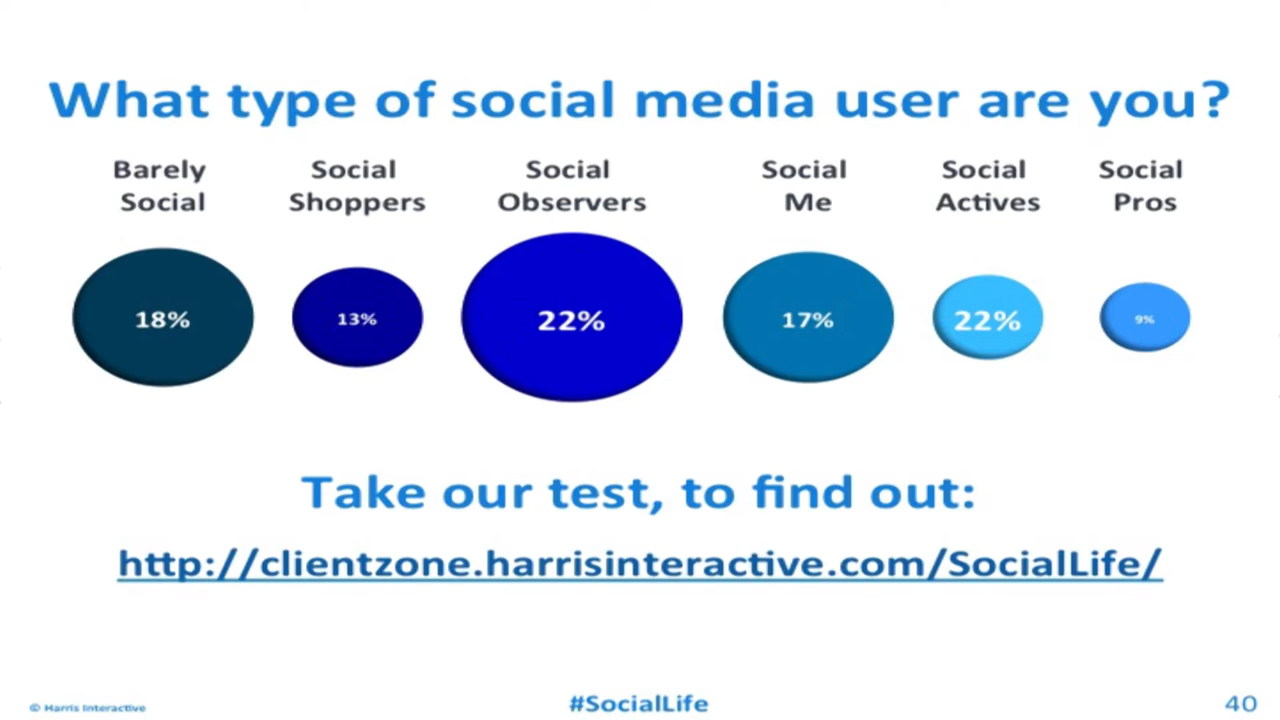 What type of social media user are you?
Barely Social
Social Shoppers
Social Observers
Social Me
Social Actives
Social Pros
18%
13%
22%
17%
22%
9%
Take our test, to find out:
http://clientzone.harrisinteractive.com/SocialLife/
© Harris Interactive
#SocialLife
40